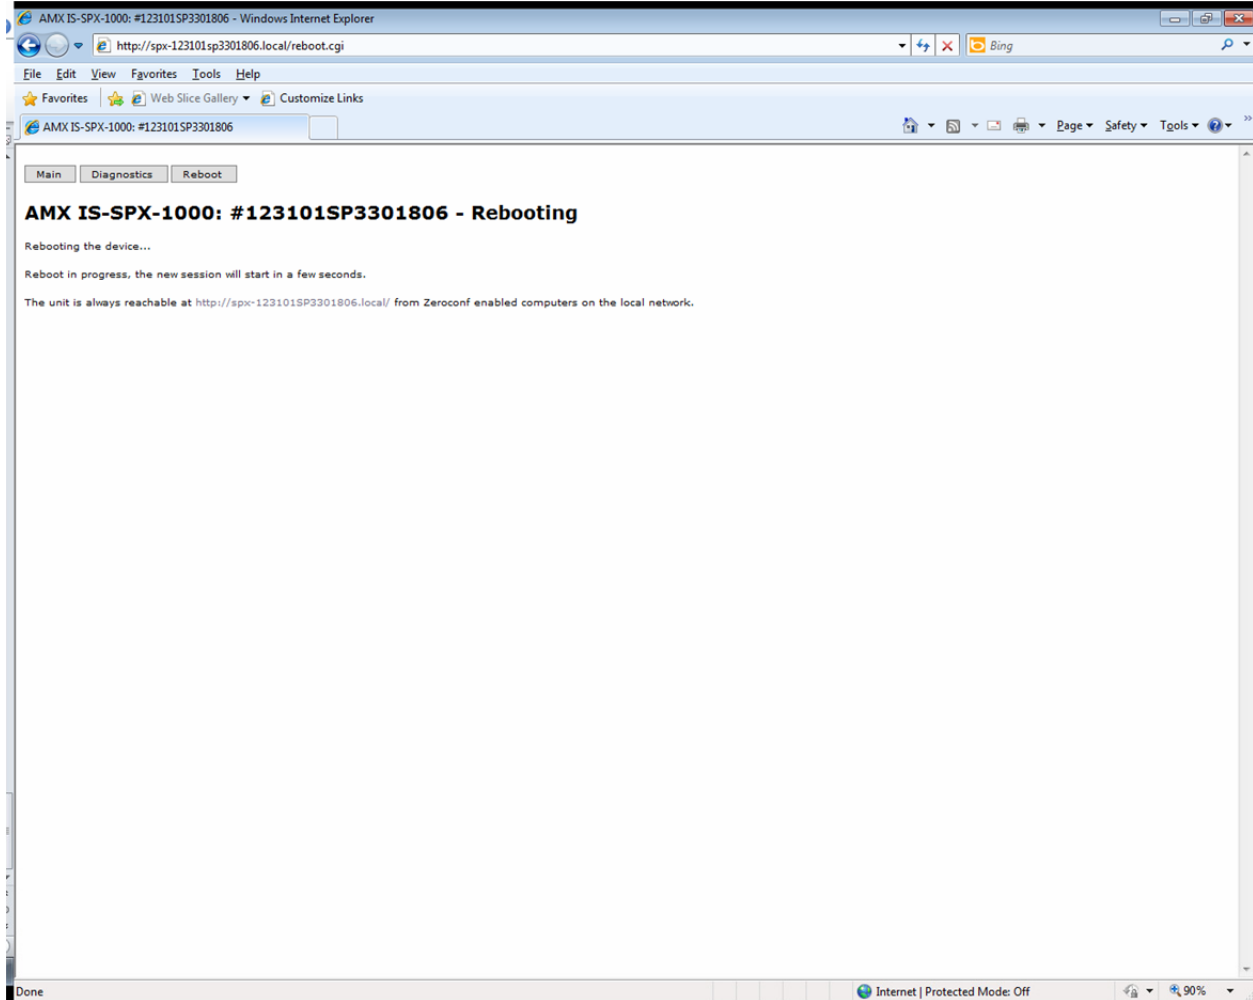 AMX IS-SPX-1000: #123101SP3301806 - Windows Internet Explorer
http://spx-123101sp3301806.local/reboot.cgi
Bing
File Edit View Favorites Tools Help
Favorites Web Slice Gallery Customize Links
AMX IS-SPX-1000: #123101SP3301806
Page Safety Tools
Main Diagnostics Reboot
AMX IS-SPX-1000: #123101SP3301806 - Rebooting
Rebooting the device...
Reboot in progress, the new session will start in a few seconds.
The unit is always reachable at http://spx-123101SP3301806.local/ from Zeroconf enabled computers on the local network.
Done Internet | Protected Mode: Off 90%